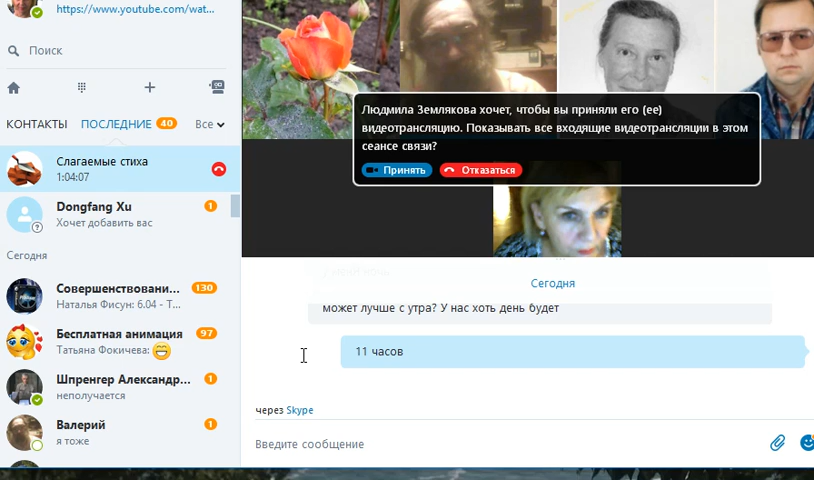 https://www.youtube.com/wat...
Поиск
КОНТАКТЫ ПОСЛЕДНИЕ 40 Все
Слагаемые стиха
1:04:07
Dongfang Xu 1
Хочет добавить вас
Сегодня
Совершенствовани... 130
Наталья Фисун: 6.04 - Т...
Бесплатная анимация 97
Татьяна Фокичева:
Шпренгер Александр... 1
неполучается
Валерий 1
я тоже
Людмила Землякова хочет, чтобы вы приняли его (ее)
видеотрансляцию. Показывать все входящие видеотрансляции в этом
сеансе связи?
Принять Отказаться
Сегодня
может лучше с утра? У нас хоть день будет
11 часов
через Skype
Введите сообщение